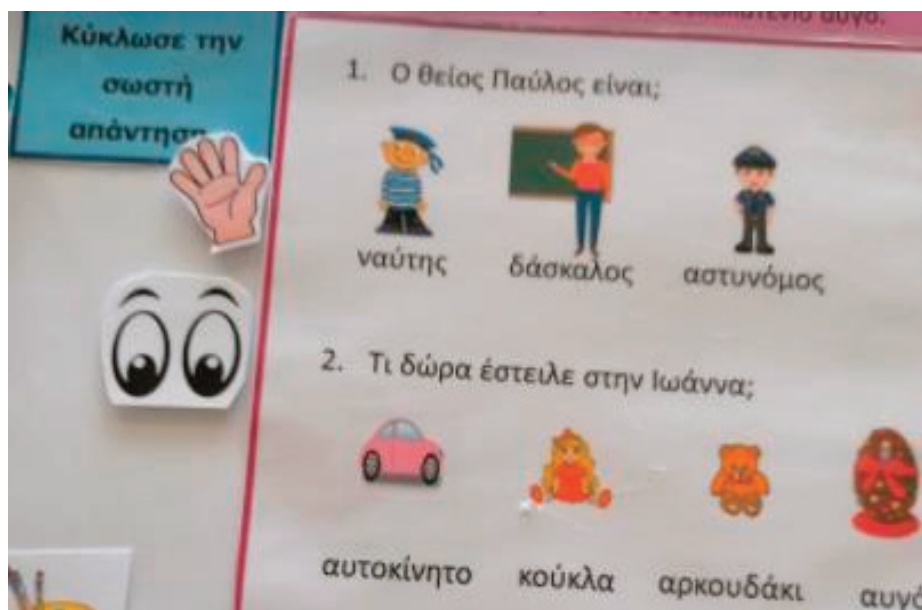 αυγό.
Κύκλωσε την
σωστή
απάντηση
1. Ο θείος Παύλος είναι;
ναύτης δάσκαλος αστυνόμος
2. Τι δώρα έστειλε στην Ιωάννα;
αυτοκίνητο κούκλα αρκουδάκι